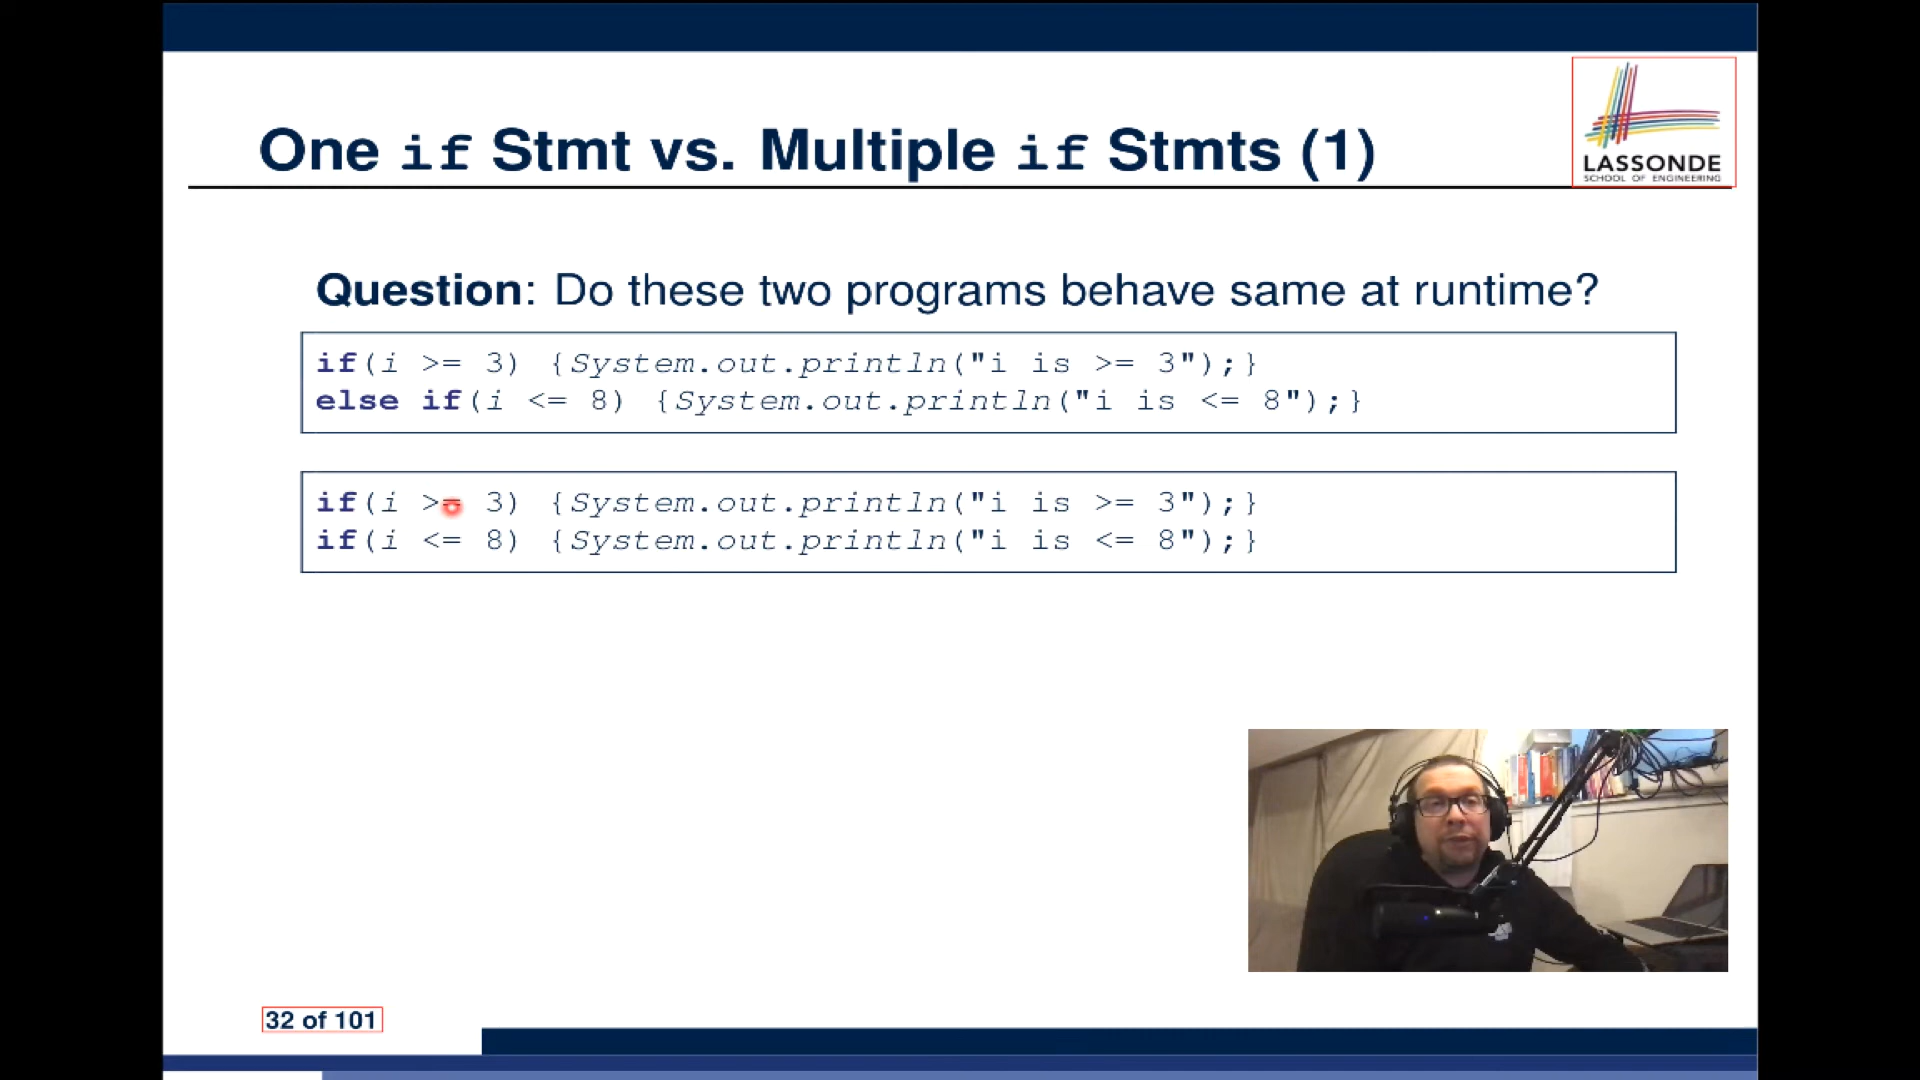 One if Stmt vs. Multiple if Stmts (1)
LASSONDE
SCHOOL OF ENGINEERING
Question: Do these two programs behave same at runtime?
if(i >= 3) {System.out.println("i is >= 3");}
else if(i <= 8) {System.out.println("i is <= 8");}
if(i >= 3) {System.out.println("i is >= 3");}
if(i <= 8) {System.out.println("i is <= 8");}
32 of 101